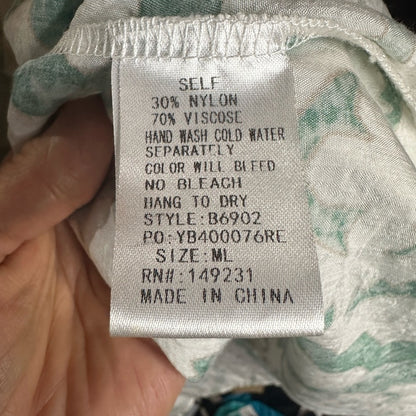 SELF
30% NYLON
70% VISCOSE
HAND WASH COLD WATER
SEPARATELY
COLOR WILL BLEED
NO BLEACH
HANG TO DRY
STYLE:B6902
PO:YB400076RE
SIZE:ML
RN#:149231
MADE IN CHINA